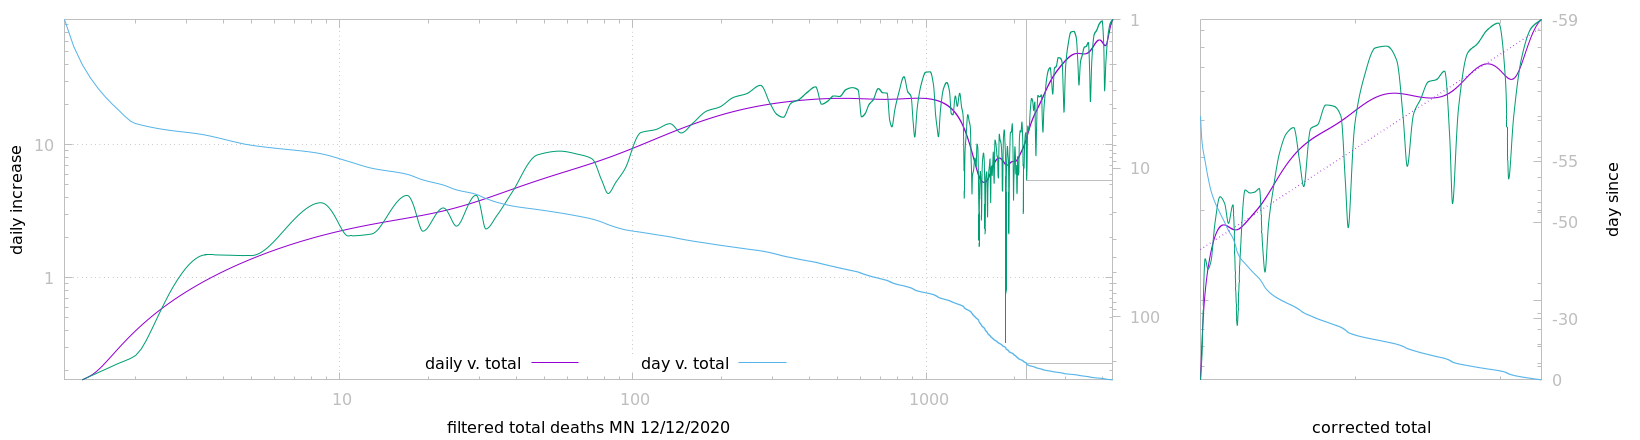 daily increase
10
1
daily v. total
day v. total
10
100
1000
filtered total deaths MN 12/12/2020
1
10
100
-59
-55
-50
-30
0
day since
corrected total